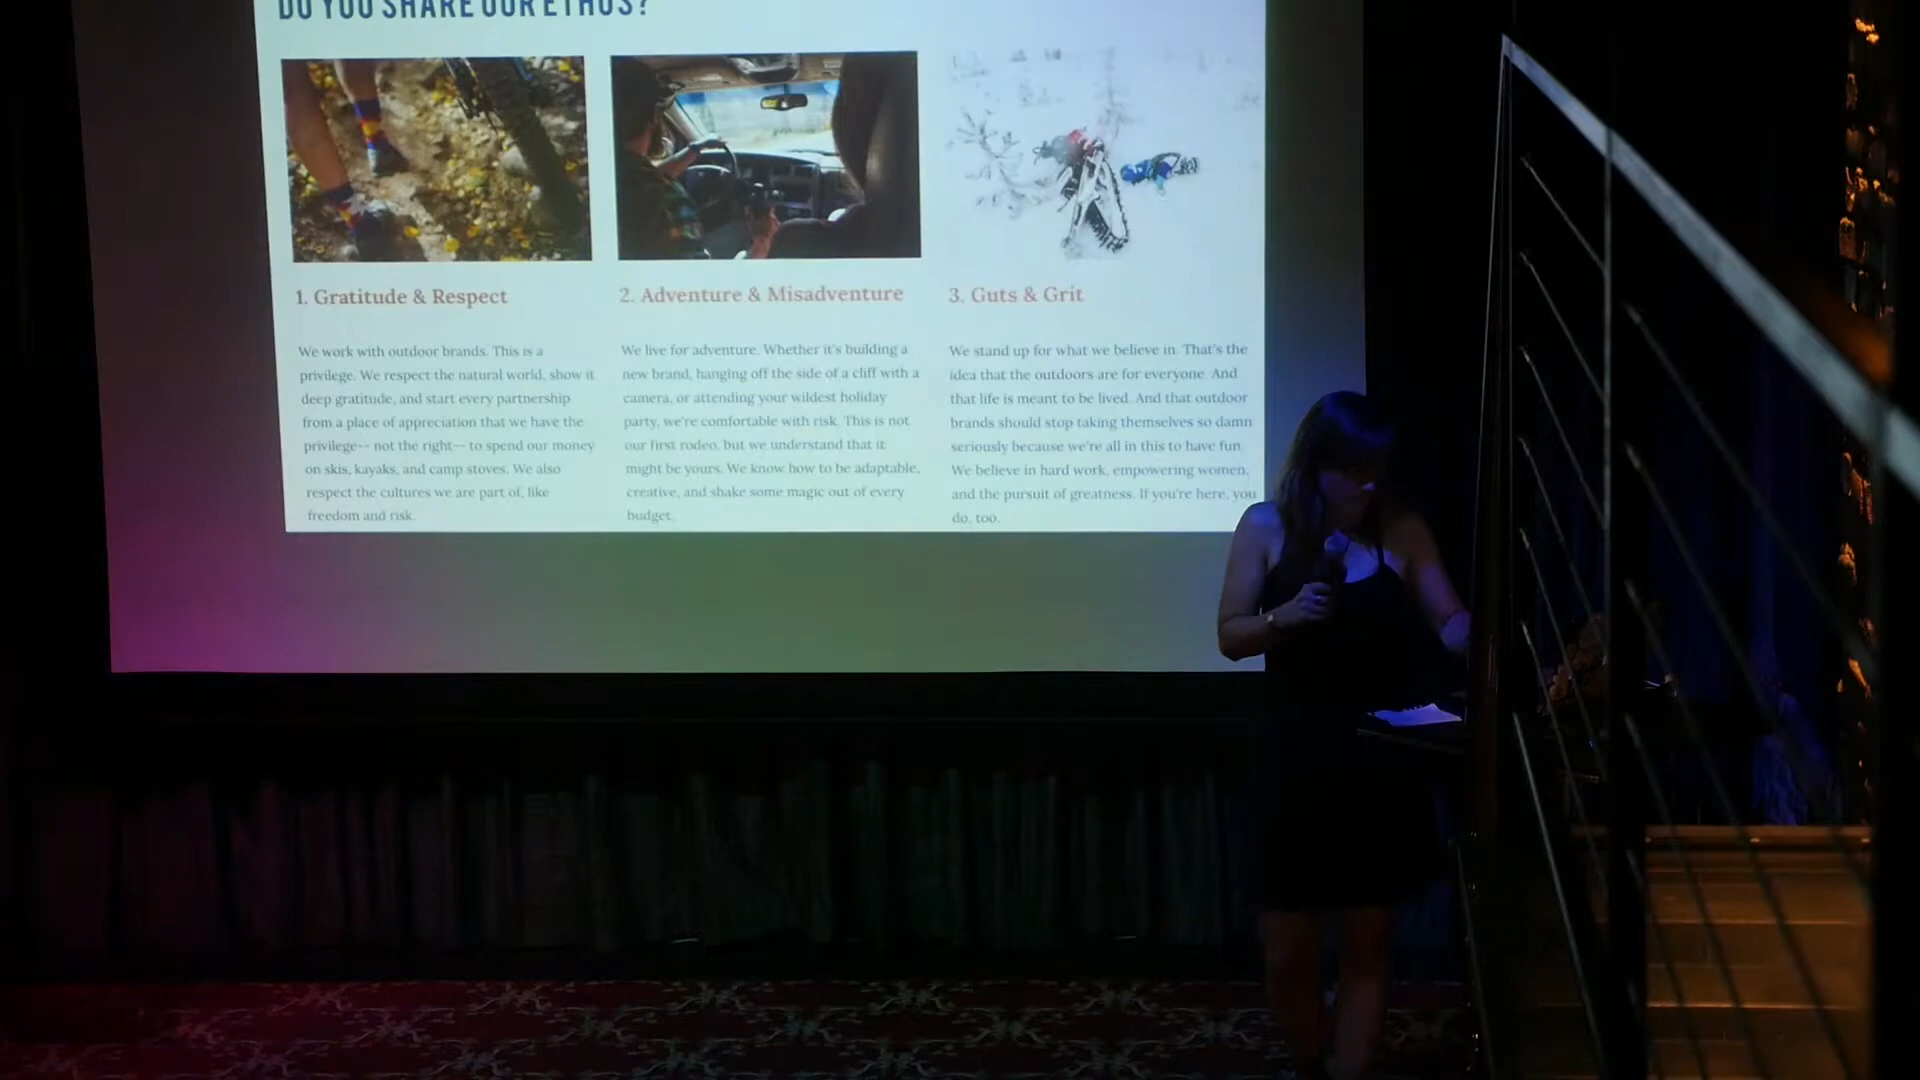 DO YOU SHARE OUR ETHOS?
1. Gratitude & Respect
We work with outdoor brands. This is a
privilege. We respect the natural world, show it
deep gratitude, and start every partnership
from a place of appreciation that we have the
privilege-- not the right-- to spend our money
on skis, kayaks, and camp stoves. We also
respect the cultures we are part of, like
freedom and risk.
2. Adventure & Misadventure
We live for adventure. Whether it's building a
new brand, hanging off the side of a cliff with a
camera, or attending your wildest holiday
party, we're comfortable with risk. This is not
our first rodeo, but we understand that it
might be yours. We know how to be adaptable,
creative, and shake some magic out of every
budget.
3. Guts & Grit
We stand up for what we believe in. That's the
idea that the outdoors are for everyone. And
that life is meant to be lived. And that outdoor
brands should stop taking themselves so damn
seriously because we're all in this to have fun.
We believe in hard work, empowering women,
and the pursuit of greatness. If you're here, you
do, too.